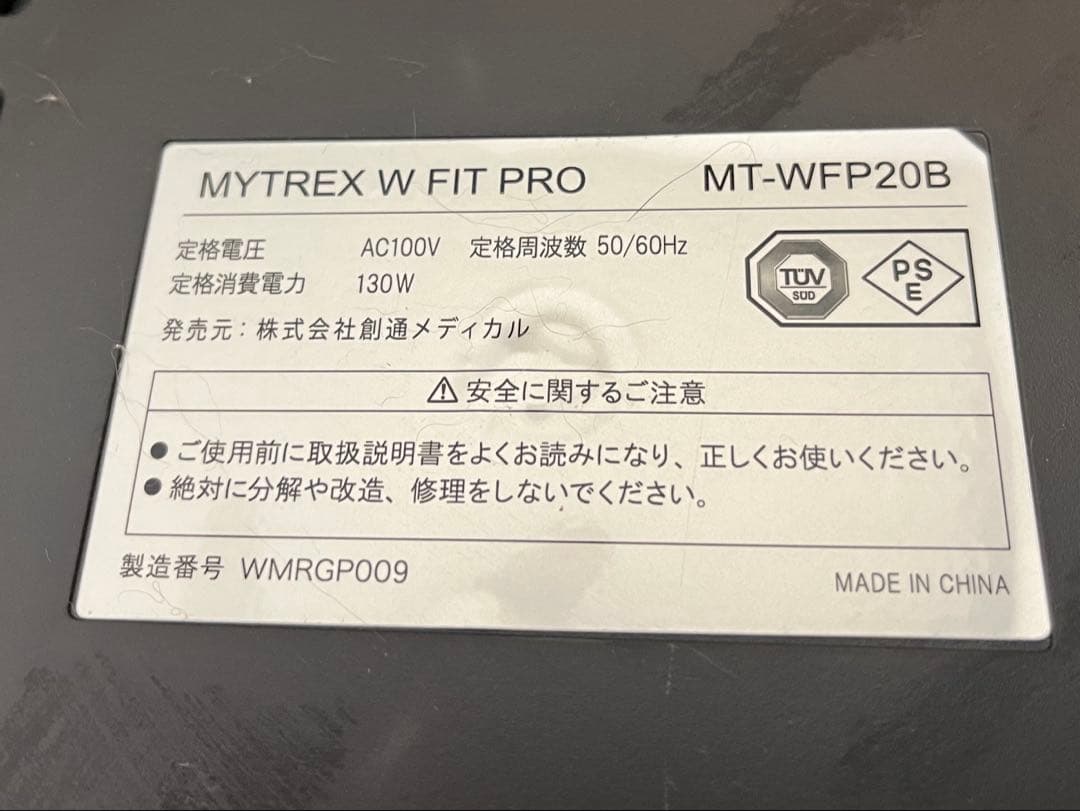 MYTREX W FIT PRO MT-WFP20B
定格電圧 AC100V 定格周波数 50/60Hz
定格消費電力 130W
TÜV
SÜD
PS
E
発売元：株式会社創通メディカル
⚠安全に関するご注意
●ご使用前に取扱説明書をよくお読みになり、正しくお使いください。
●絶対に分解や改造、修理をしないでください。
製造番号 WMRGP009
MADE IN CHINA